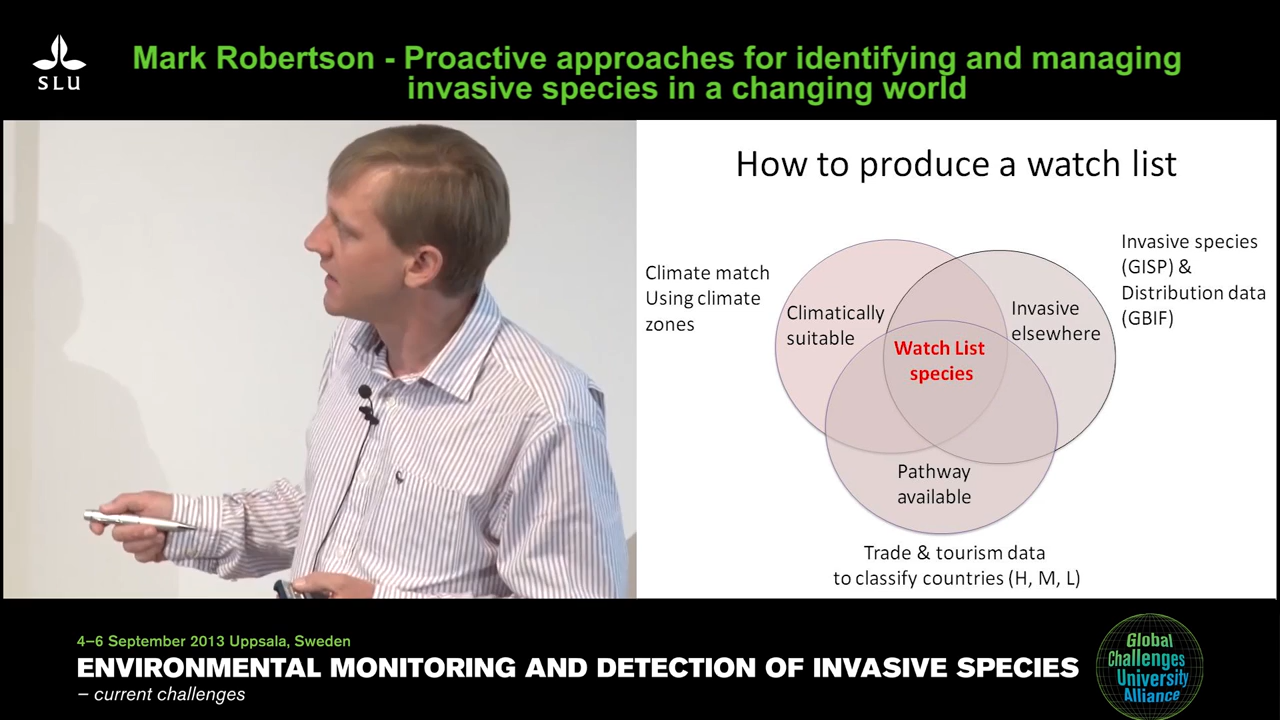 SLU
Mark Robertson - Proactive approaches for identifying and managing
invasive species in a changing world
How to produce a watch list
Climate match
Using climate
zones
Climatically
suitable
Invasive
elsewhere
Invasive species
(GISP) &
Distribution data
(GBIF)
Watch List
species
Pathway
available
Trade & tourism data
to classify countries (H, M, L)
4–6 September 2013 Uppsala, Sweden
ENVIRONMENTAL MONITORING AND DETECTION OF INVASIVE SPECIES
– current challenges
Global
Challenges
University
Alliance